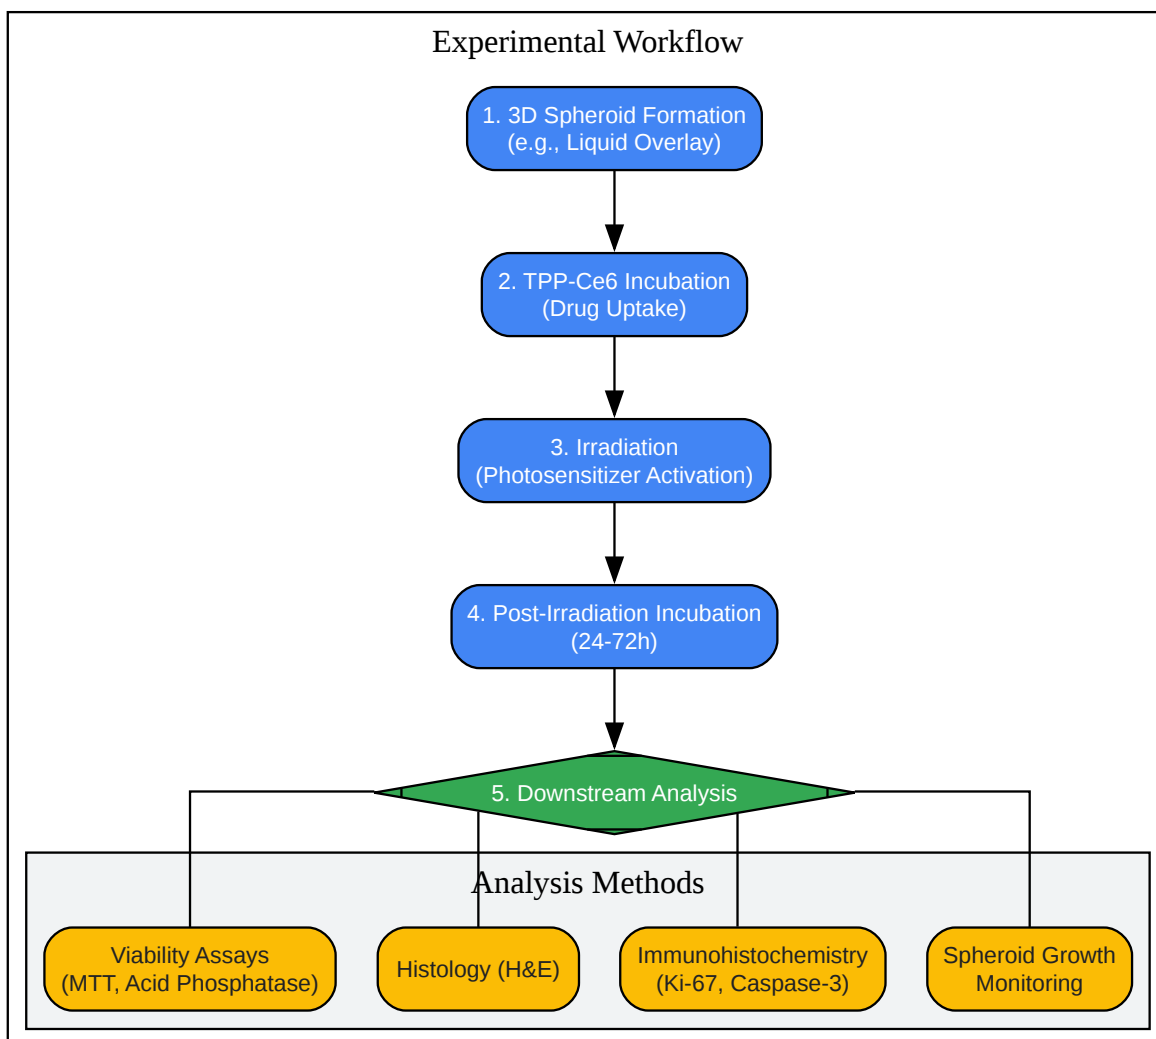 Experimental Workflow
1. 3D Spheroid Formation
(e.g., Liquid Overlay)
2. TPP-Ce6 Incubation
(Drug Uptake)
3. Irradiation
(Photosensitizer Activation)
4. Post-Irradiation Incubation
(24-72h)
5. Downstream Analysis
Analysis Methods
Viability Assays
(MTT, Acid Phosphatase)
Histology (H&E)
Immunohistochemistry
(Ki-67, Caspase-3)
Spheroid Growth
Monitoring